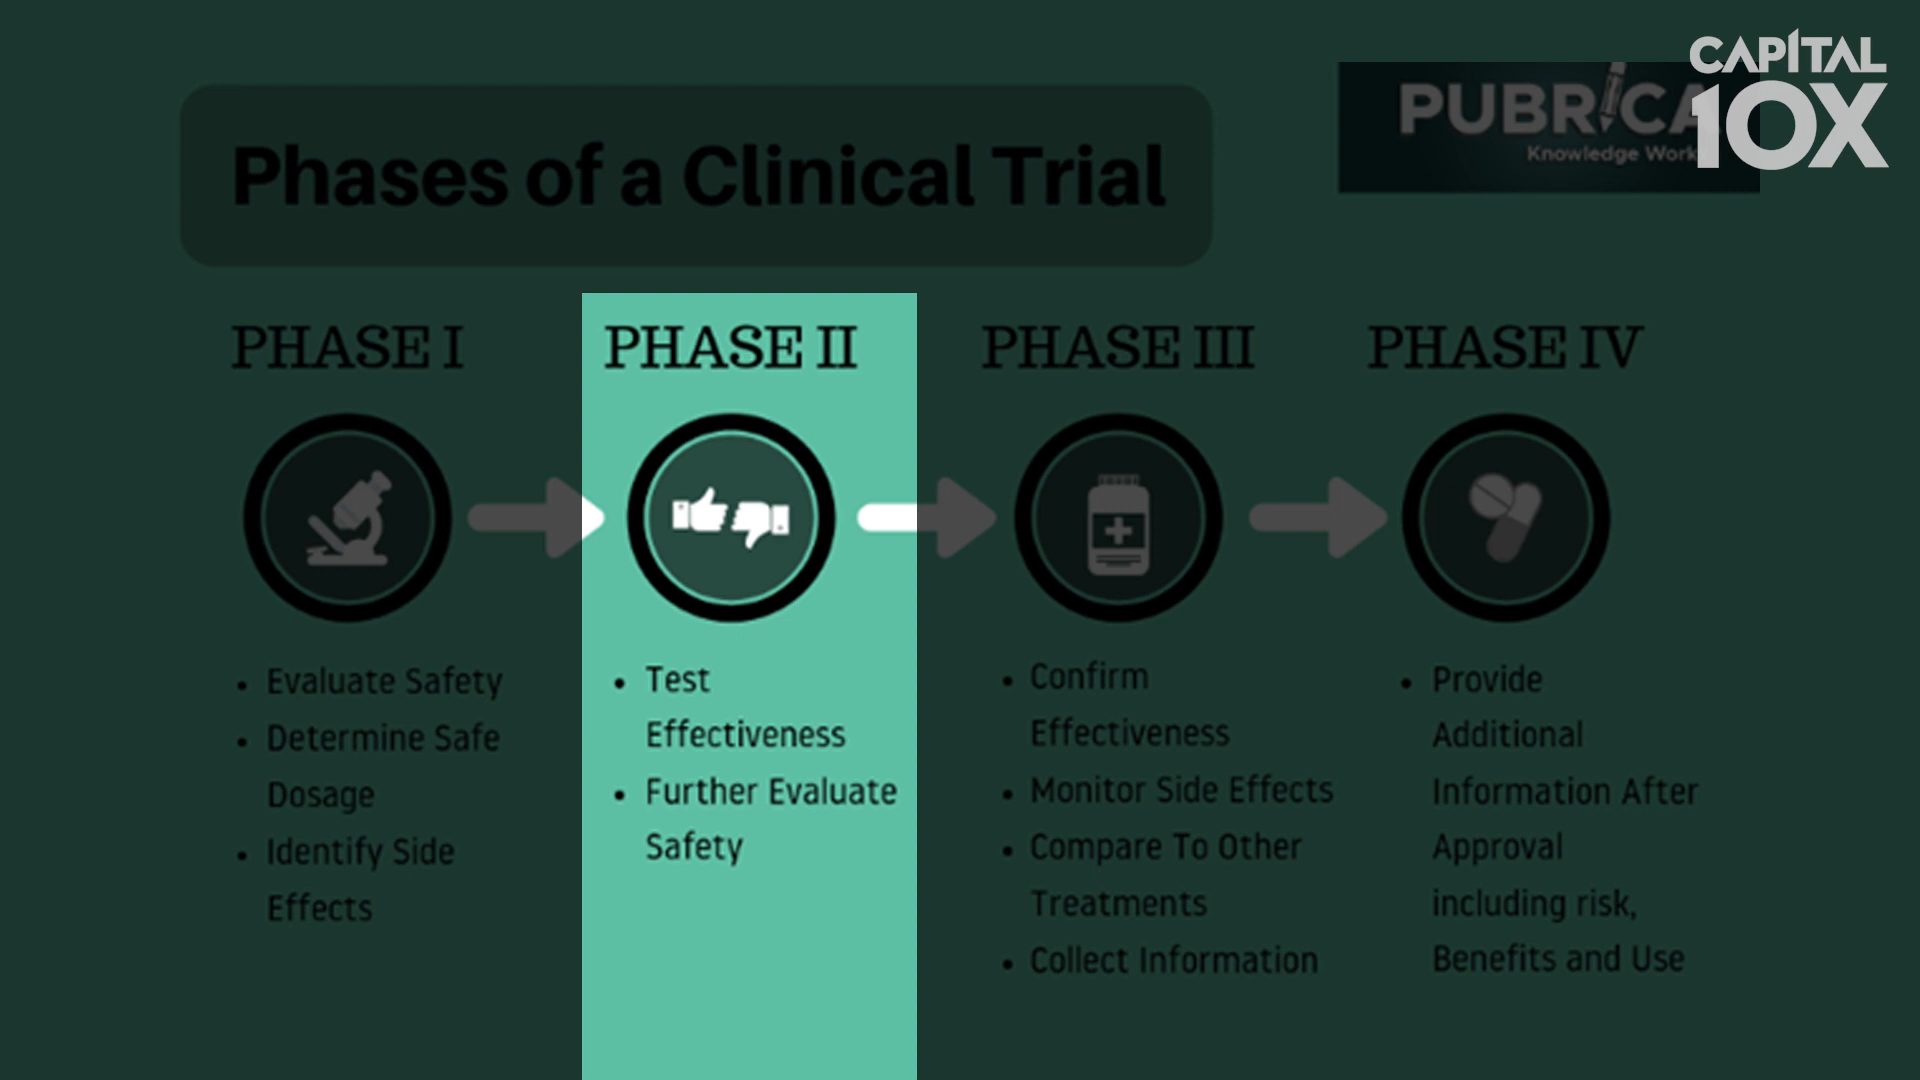 CAPITAL
10X
PUBRICA
Knowledge Work
Phases of a Clinical Trial
PHASE I
• Evaluate Safety
• Determine Safe
Dosage
• Identify Side
Effects
PHASE II
• Test
Effectiveness
• Further Evaluate
Safety
PHASE III
• Confirm
Effectiveness
• Monitor Side Effects
• Compare To Other
Treatments
• Collect Information
PHASE IV
• Provide
Additional
Information After
Approval
including risk,
Benefits and Use